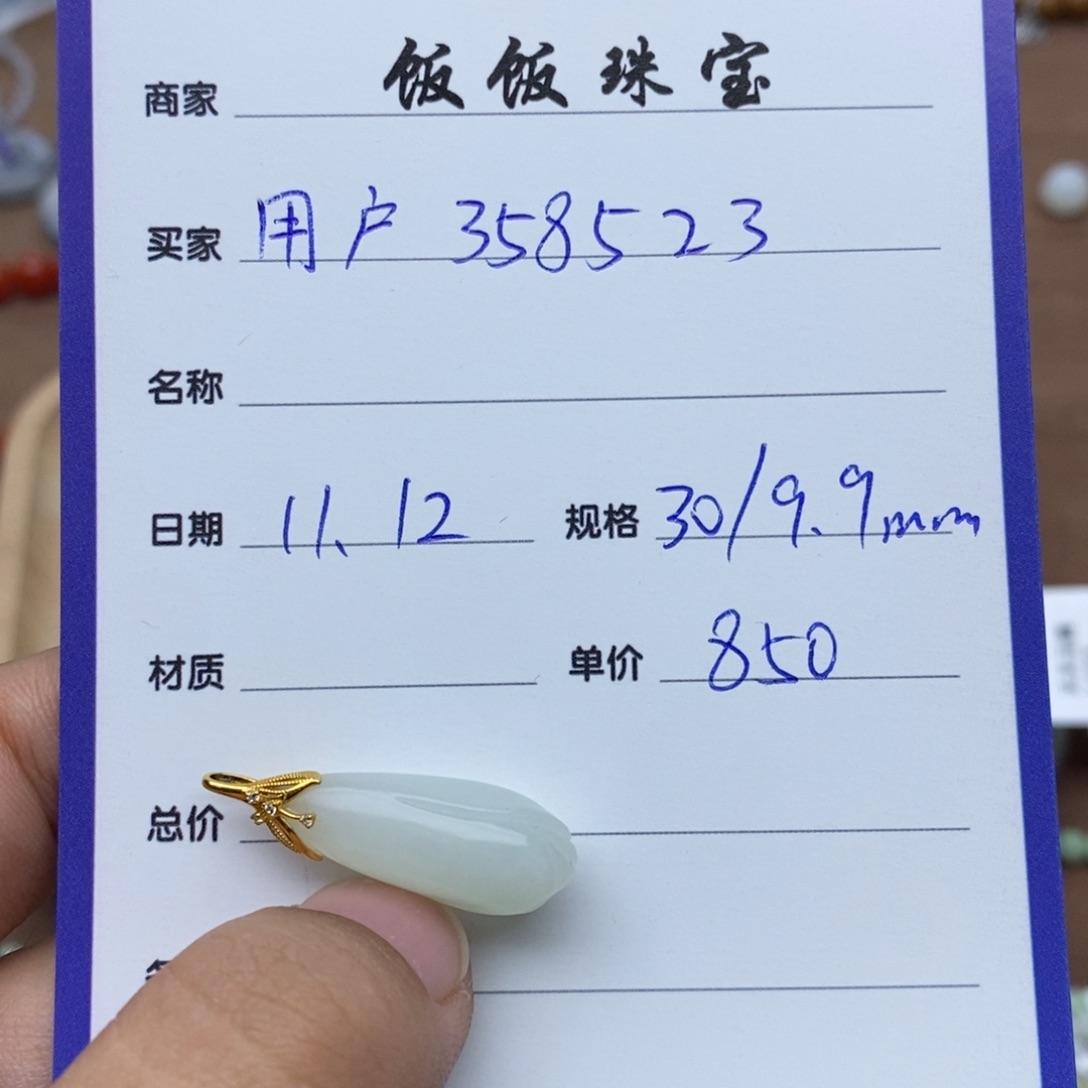 商家 饭饭珠宝
买家 用户 358523
名称
日期 11.12 规格 30/9.9mm
材质 单价 850
总价